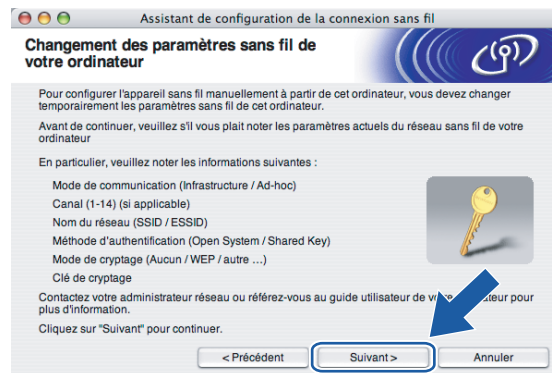 Assistant de configuration de la connexion sans fil
Changement des paramètres sans fil de
votre ordinateur
Pour configurer l'appareil sans fil manuellement à partir de cet ordinateur, vous devez changer
temporairement les paramètres sans fil de cet ordinateur.
Avant de continuer, veuillez s'il vous plait noter les paramètres actuels du réseau sans fil de votre
ordinateur
En particulier, veuillez noter les informations suivantes :
Mode de communication (Infrastructure / Ad-hoc)
Canal (1-14) (si applicable)
Nom du réseau (SSID / ESSID)
Méthode d'authentification (Open System / Shared Key)
Mode de cryptage (Aucun / WEP / autre ...)
Clé de cryptage
Contactez votre administrateur réseau ou référez-vous au guide utilisateur de pour
plus d'information.
Cliquez sur "Suivant" pour continuer.
< Précédent
Suivant >
Annuler